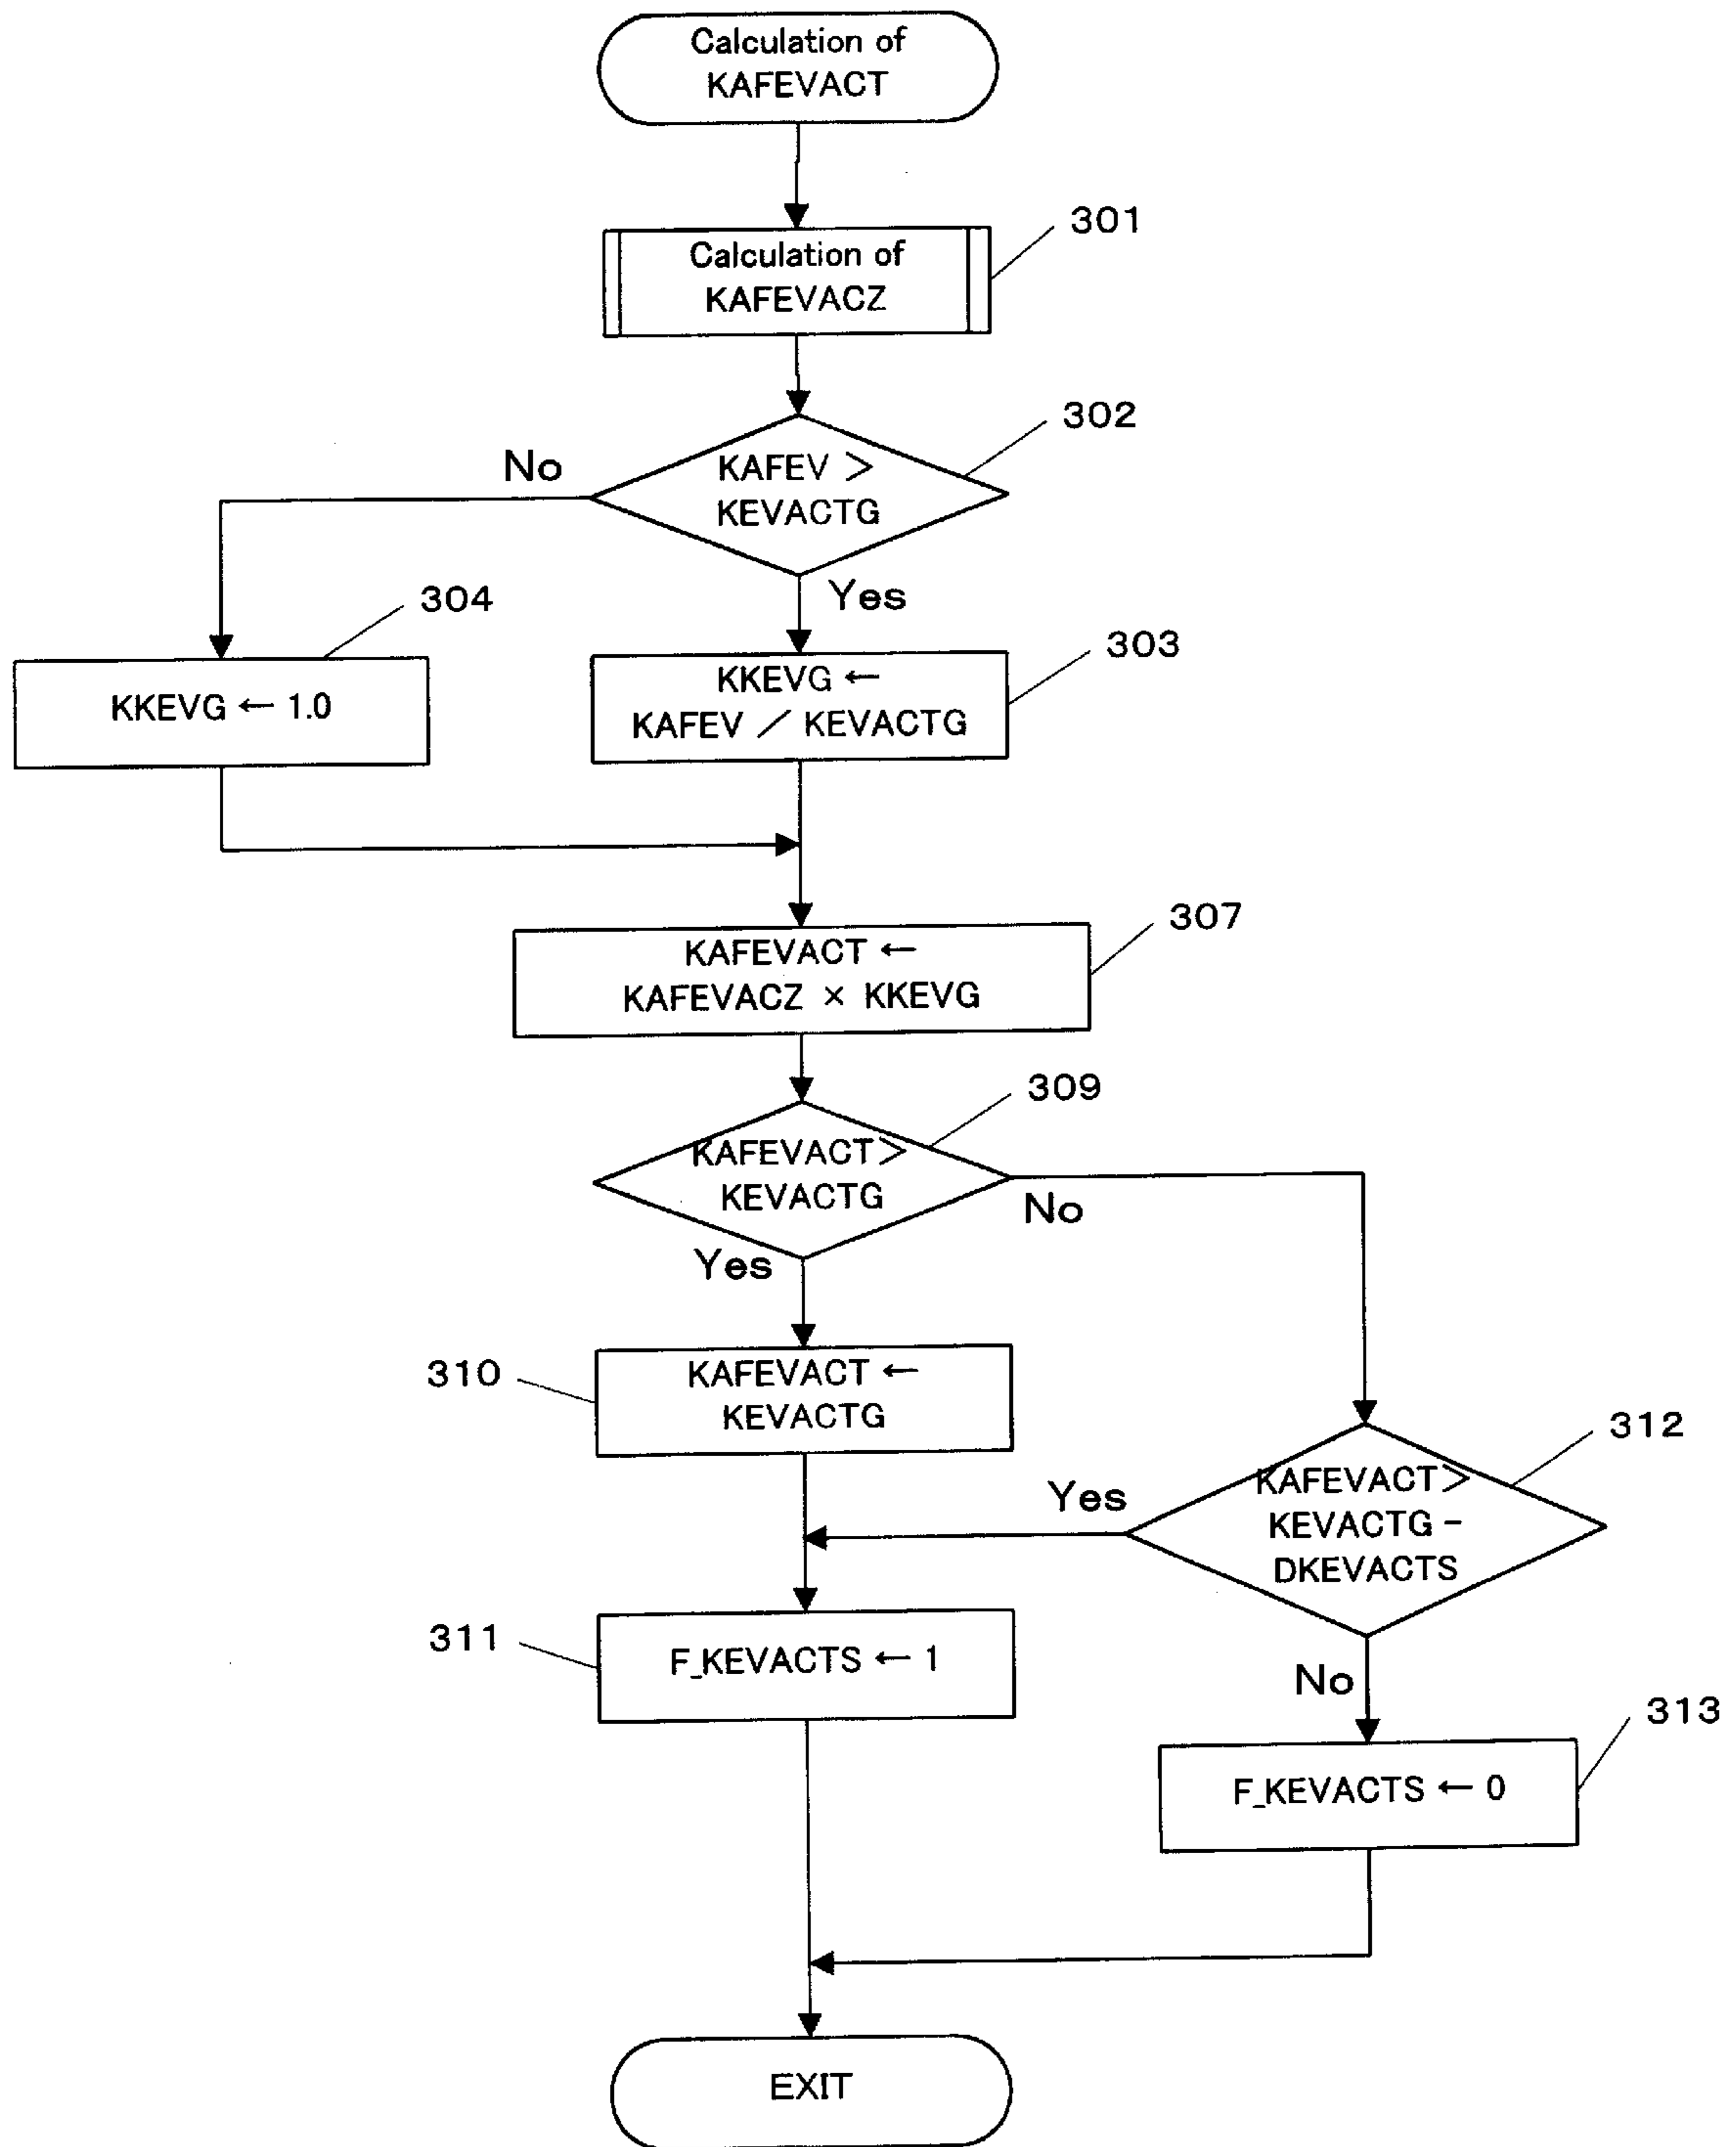 Calculation of
KAFEVACT
301
Calculation of
KAFEVACZ
302
No
KAFEV >
KEVACTG
Yes
304
303
KKEVG ← 1.0
KKEVG ←
KAFEV / KEVACTG
307
KAFEVACT ←
KAFEVACZ × KKEVG
309
KAFEVACT >
KEVACTG
No
Yes
310
KAFEVACT ←
KEVACTG
312
Yes
KAFEVACT >
KEVACTG -
DKEVACTS
311
F_KEVACTS ← 1
No
313
F_KEVACTS ← 0
EXIT